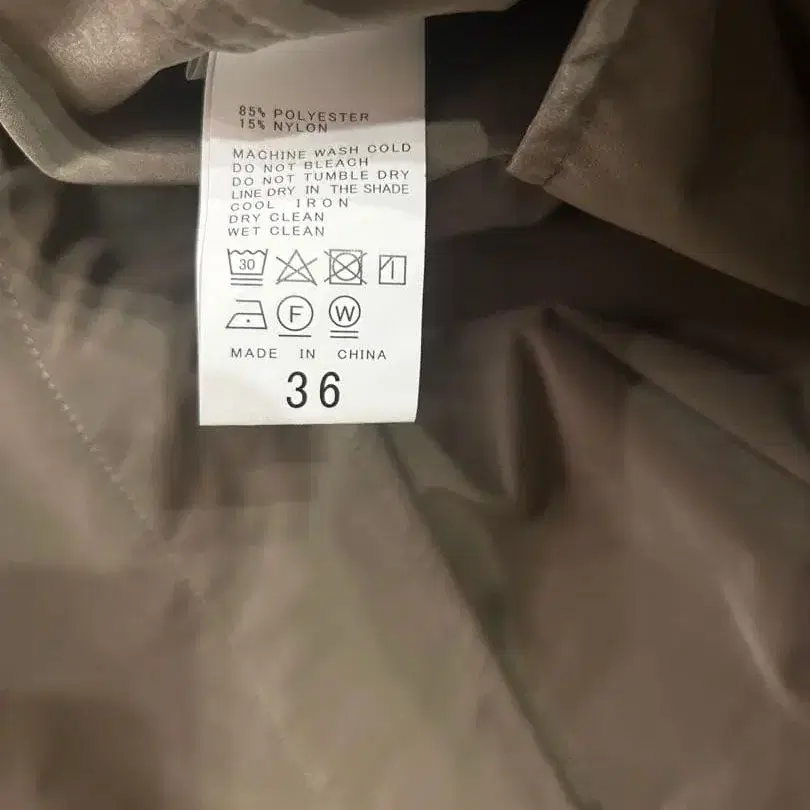 85% POLYESTER
15% NYLON
MACHINE WASH COLD
DO NOT BLEACH
DO NOT TUMBLE DRY
LINE DRY IN THE SHADE
COOL IRON
DRY CLEAN
WET CLEAN
30
F W
MADE IN CHINA
36